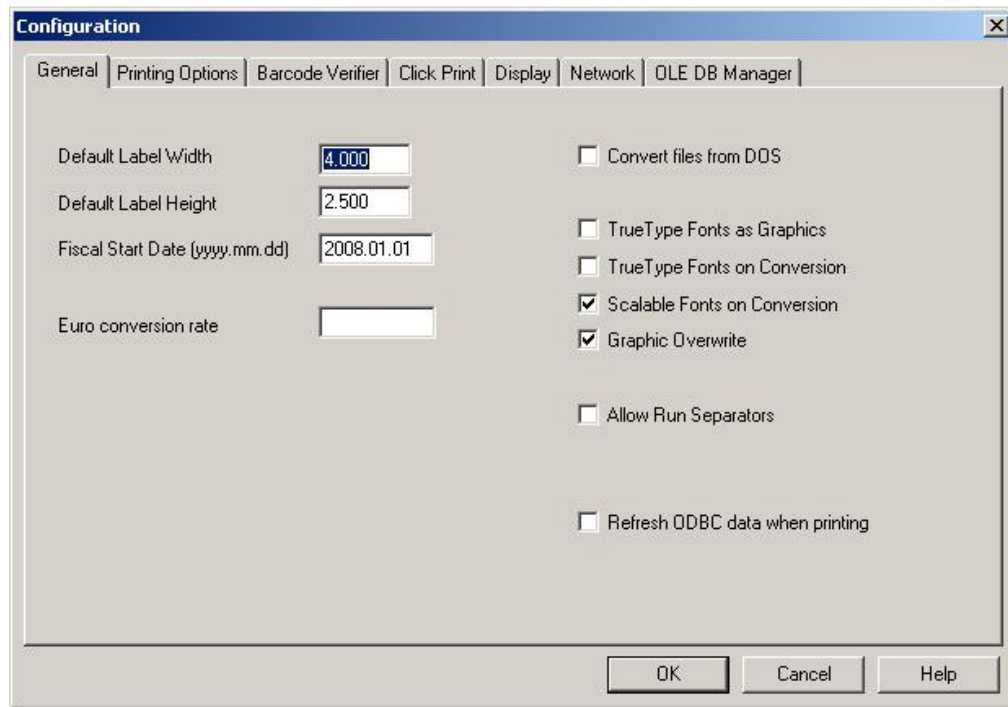 Configuration
General Printing Options Barcode Verifier Click Print Display Network OLE DB Manager
Default Label Width 4.000
Convert files from DOS
Default Label Height 2.500
TrueType Fonts as Graphics
Fiscal Start Date (yyyy.mm.dd) 2008.01.01
TrueType Fonts on Conversion
Scalable Fonts on Conversion
Euro conversion rate
Graphic Overwrite
Allow Run Separators
Refresh ODBC data when printing
OK Cancel Help